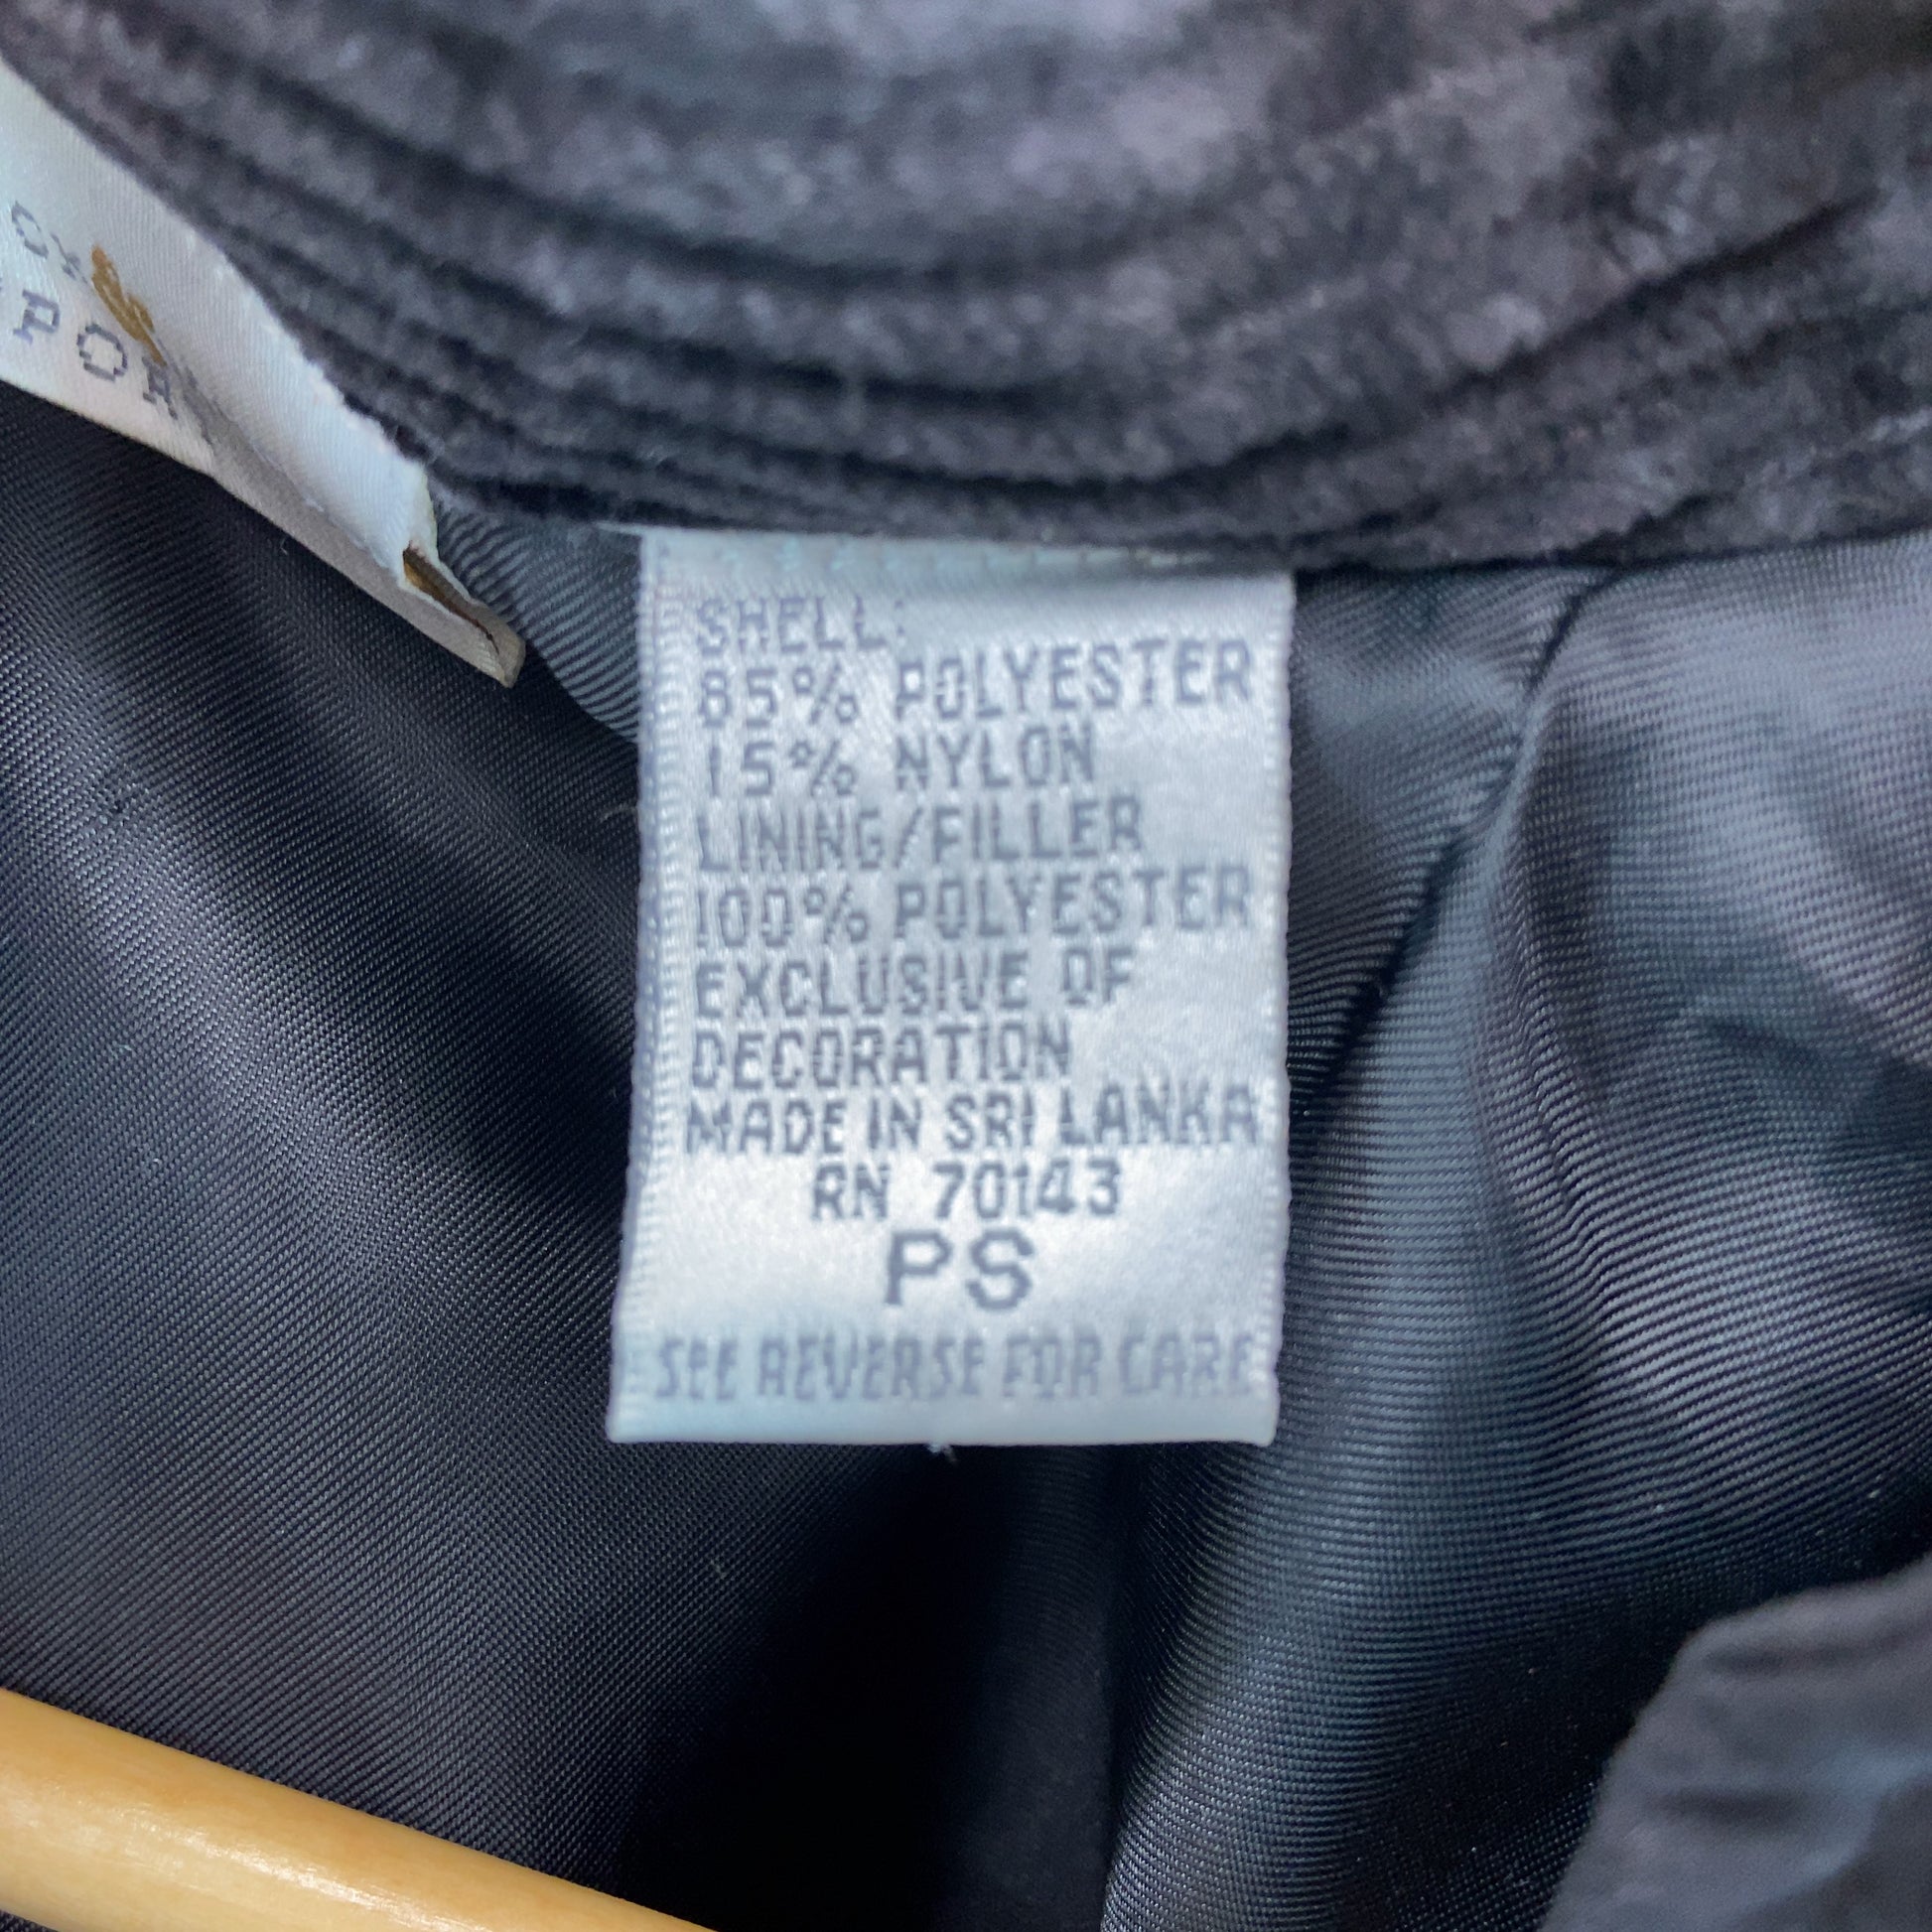 SHELL:
85% POLYESTER
15% NYLON
LINING/FILLER
100% POLYESTER
EXCLUSIVE OF
DECORATION
MADE IN SRI LANKA
RN 70143
PS
SEE REVERSE FOR CARE